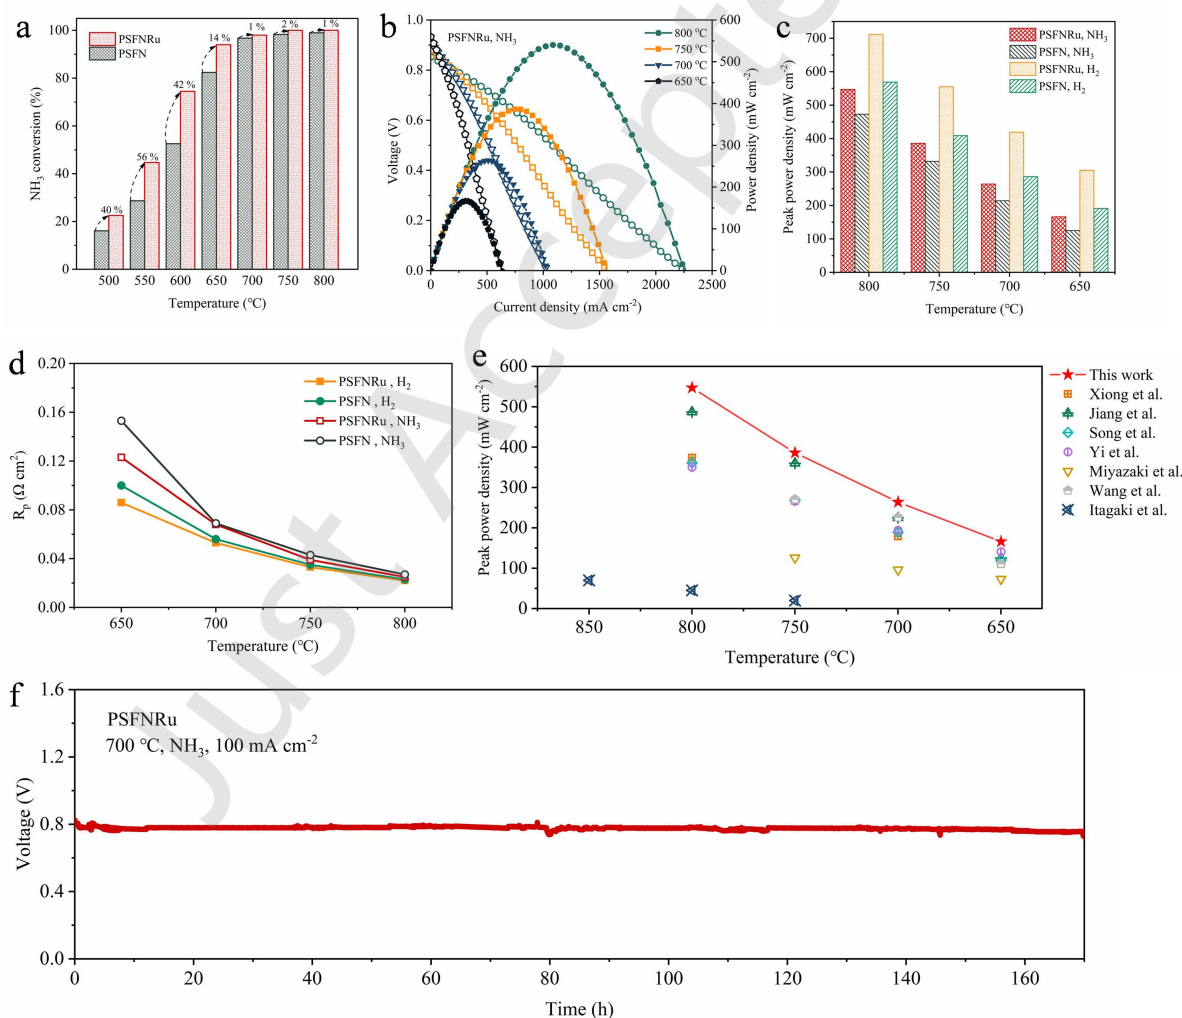 a
NH3 conversion (%)
100
80
60
40
20
0
PSFNRu
PSFN
40 %
56 %
42 %
14 %
1 %
2 %
1 %
500 550 600 650 700 750 800
Temperature (℃)
b
PSFNRu, NH3
800 ℃
750 ℃
700 ℃
650 ℃
Voltage (V)
1.0
0.8
0.6
0.4
0.2
0.0
Power density (mW cm-2)
600
500
400
300
200
100
0
0 500 1000 1500 2000 2500
Current density (mA cm-2)
c
PSFNRu, NH3
PSFN, NH3
PSFNRu, H2
PSFN, H2
Peak power density (mW cm-2)
700
600
500
400
300
200
100
0
800 750 700 650
Temperature (℃)
d
PSFNRu , H2
PSFN , H2
PSFNRu , NH3
PSFN , NH3
Rp (Ω cm2)
0.20
0.16
0.12
0.08
0.04
0.00
650 700 750 800
Temperature (℃)
e
Peak power density (mW cm-2)
600
500
400
300
200
100
0
850 800 750 700 650
Temperature (℃)
This work
Xiong et al.
Jiang et al.
Song et al.
Yi et al.
Miyazaki et al.
Wang et al.
Itagaki et al.
f
PSFNRu
700 ℃, NH3, 100 mA cm-2
Voltage (V)
1.6
1.2
0.8
0.4
0.0
0 20 40 60 80 100 120 140 160
Time (h)
Just Accepte